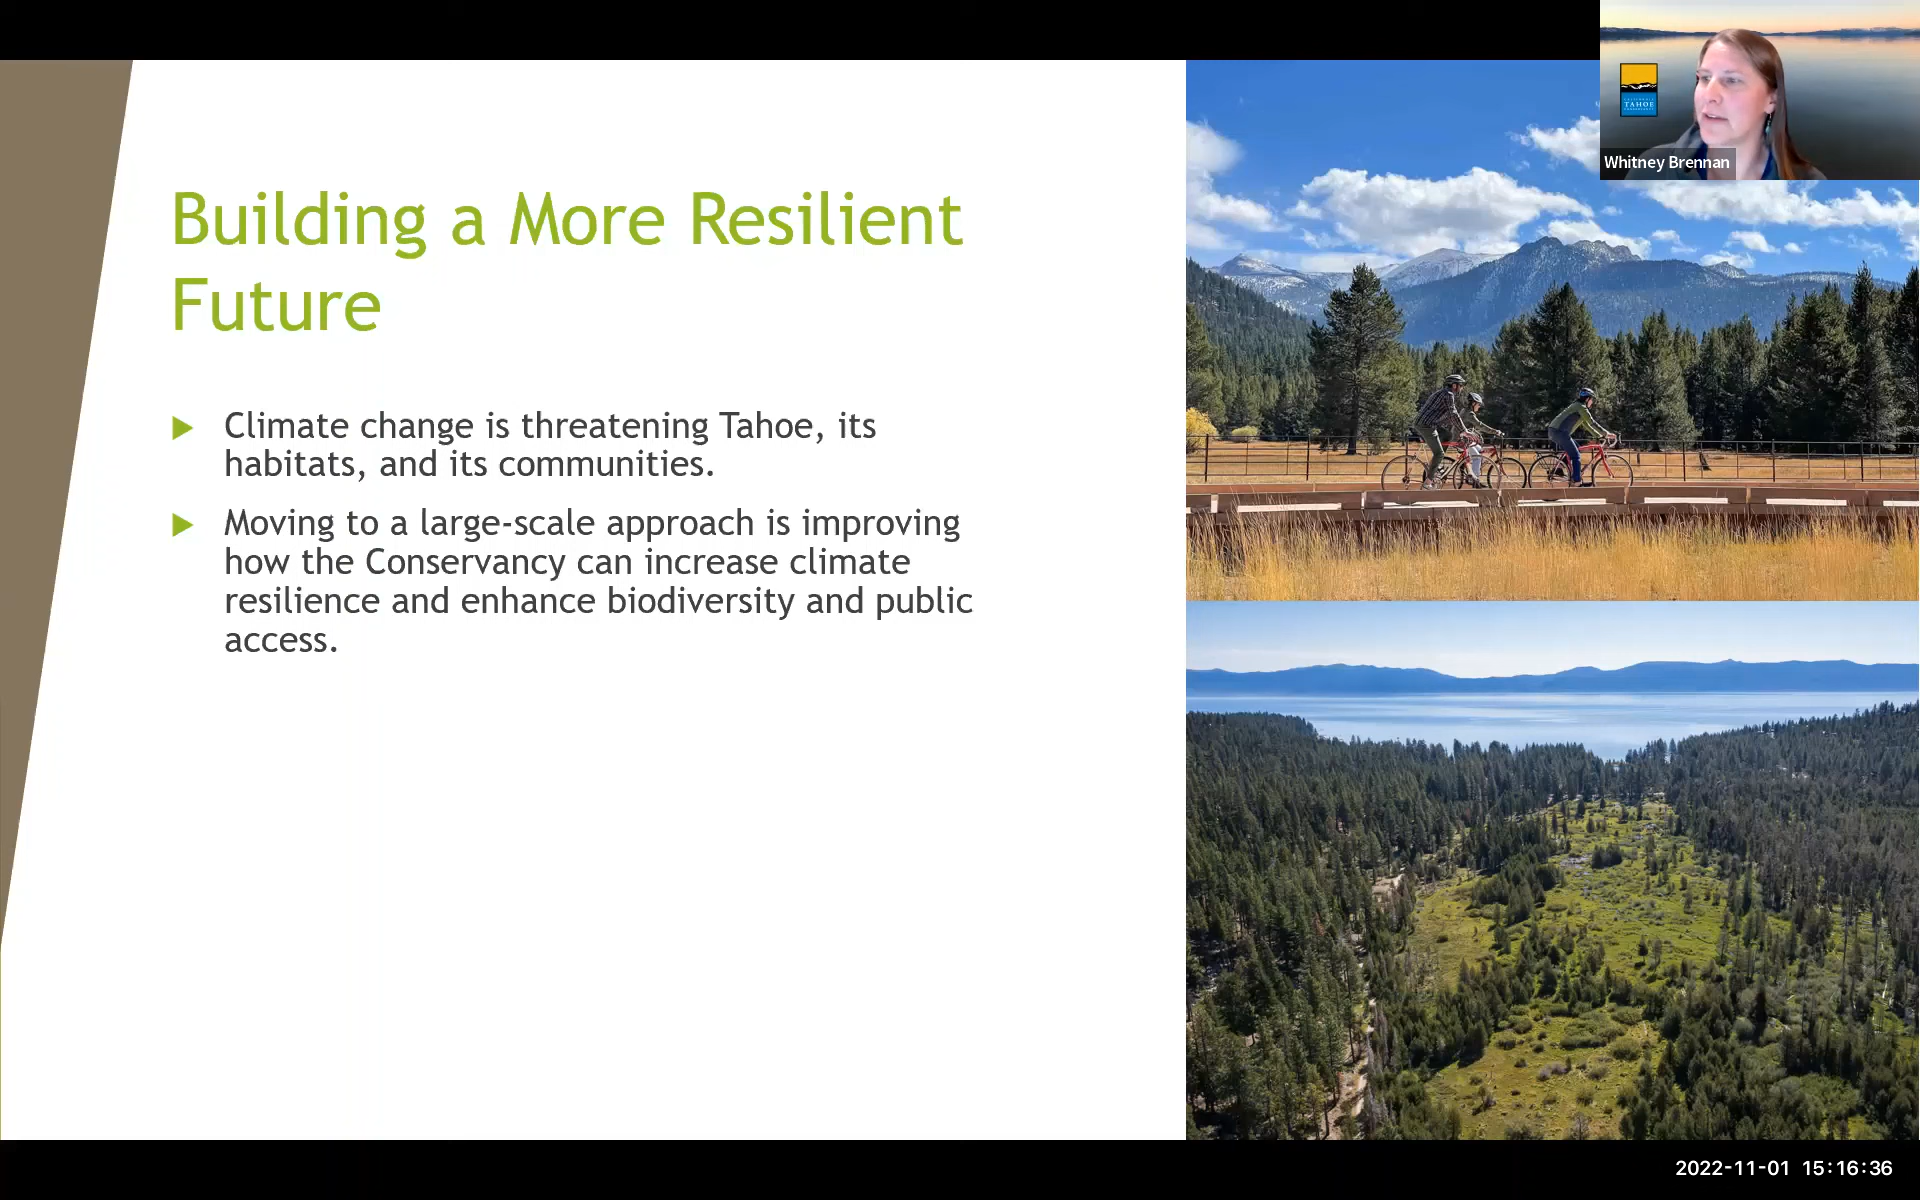 TAHOE
Whitney Brennan
Building a More Resilient
Future
Climate change is threatening Tahoe, its
habitats, and its communities.
Moving to a large-scale approach is improving
how the Conservancy can increase climate
resilience and enhance biodiversity and public
access.
2022-11-01 15:16:36